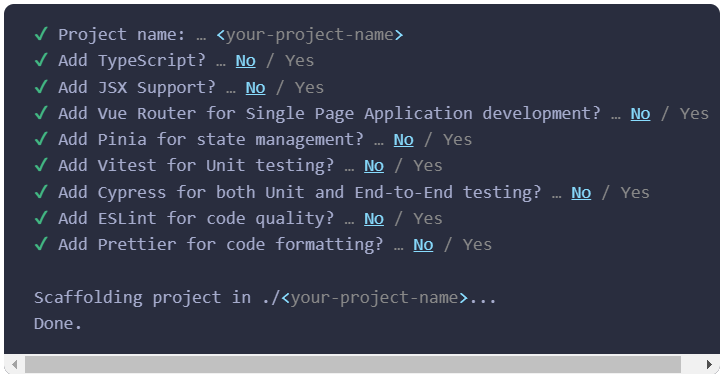 ✔ Project name: … <your-project-name>
✔ Add TypeScript? … No / Yes
✔ Add JSX Support? … No / Yes
✔ Add Vue Router for Single Page Application development? … No / Yes
✔ Add Pinia for state management? … No / Yes
✔ Add Vitest for Unit testing? … No / Yes
✔ Add Cypress for both Unit and End-to-End testing? … No / Yes
✔ Add ESLint for code quality? … No / Yes
✔ Add Prettier for code formatting? … No / Yes
Scaffolding project in ./<your-project-name>...
Done.